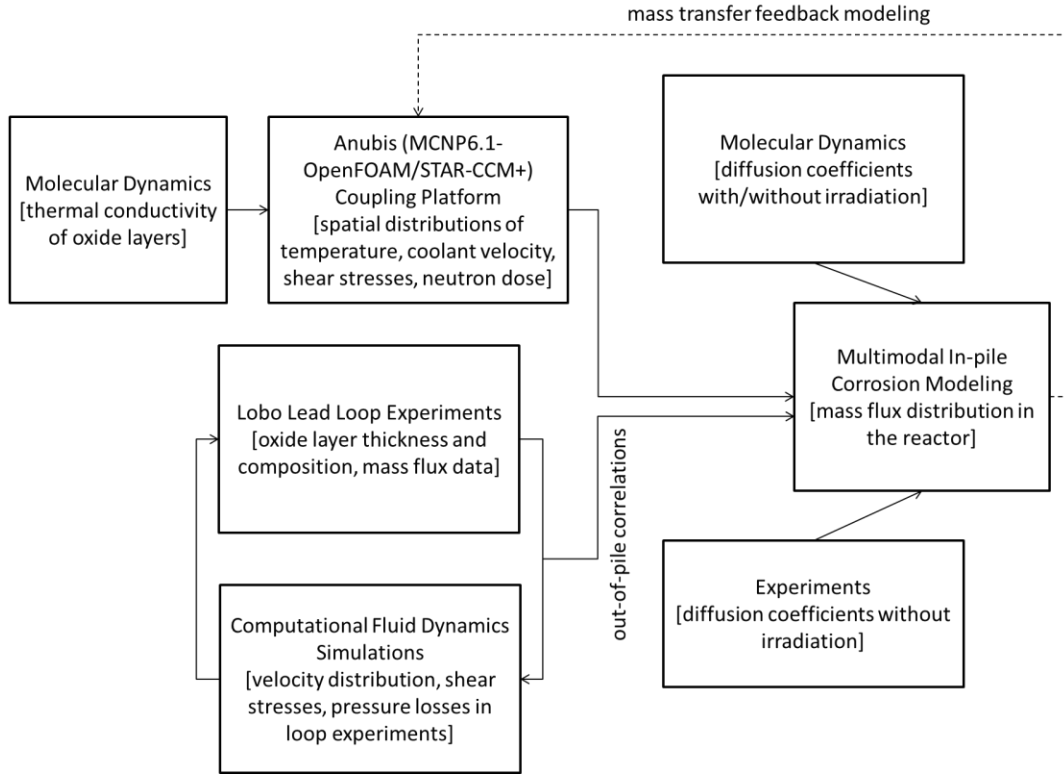 mass transfer feedback modeling
Molecular Dynamics
[thermal conductivity
of oxide layers]
Anubis (MCNP6.1-
OpenFOAM/STAR-CCM+)
Coupling Platform
[spatial distributions of
temperature, coolant velocity,
shear stresses, neutron dose]
Molecular Dynamics
[diffusion coefficients
with/without irradiation]
Multimodal In-pile
Corrosion Modeling
[mass flux distribution in
the reactor]
Lobo Lead Loop Experiments
[oxide layer thickness and
composition, mass flux data]
out-of-pile correlations
Computational Fluid Dynamics
Simulations
[velocity distribution, shear
stresses, pressure losses in
loop experiments]
Experiments
[diffusion coefficients without
irradiation]